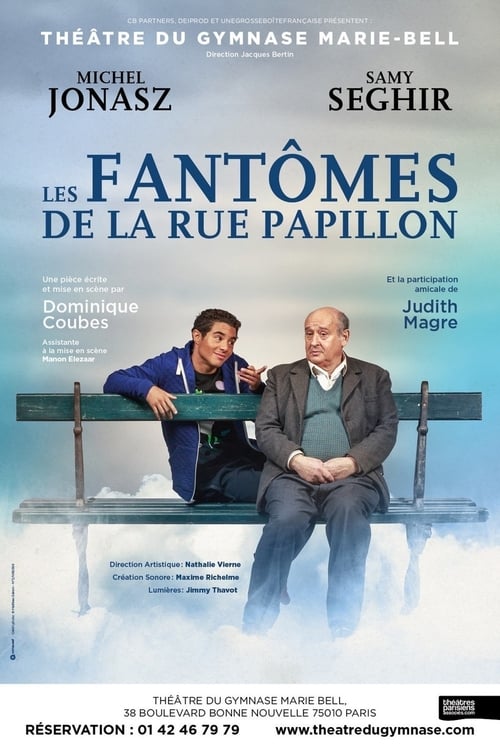 CB PARTNERS, DEIPROD ET UNEGROSSEBOÎTEFRANÇAISE PRÉSENTENT :
THÉÂTRE DU GYMNASE MARIE-BELL
Direction Jacques Bertin
MICHEL
JONASZ
SAMY
SEGHIR
LES FANTÔMES
DE LA RUE PAPILLON
Une pièce écrite
et mise en scène par
Dominique
Coubes
Assistante
à la mise en scène
Manon Elezaar
Et la participation
amicale de
Judith
Magre
Direction Artistique : Nathalie Vierne
Création Sonore : Maxime Richelme
Lumières : Jimmy Thavot
THÉÂTRE DU GYMNASE MARIE BELL,
38 BOULEVARD BONNE NOUVELLE 75010 PARIS
RÉSERVATION : 01 42 46 79 79 www.theatredugymnase.com
théâtres
parisiens
associés.com